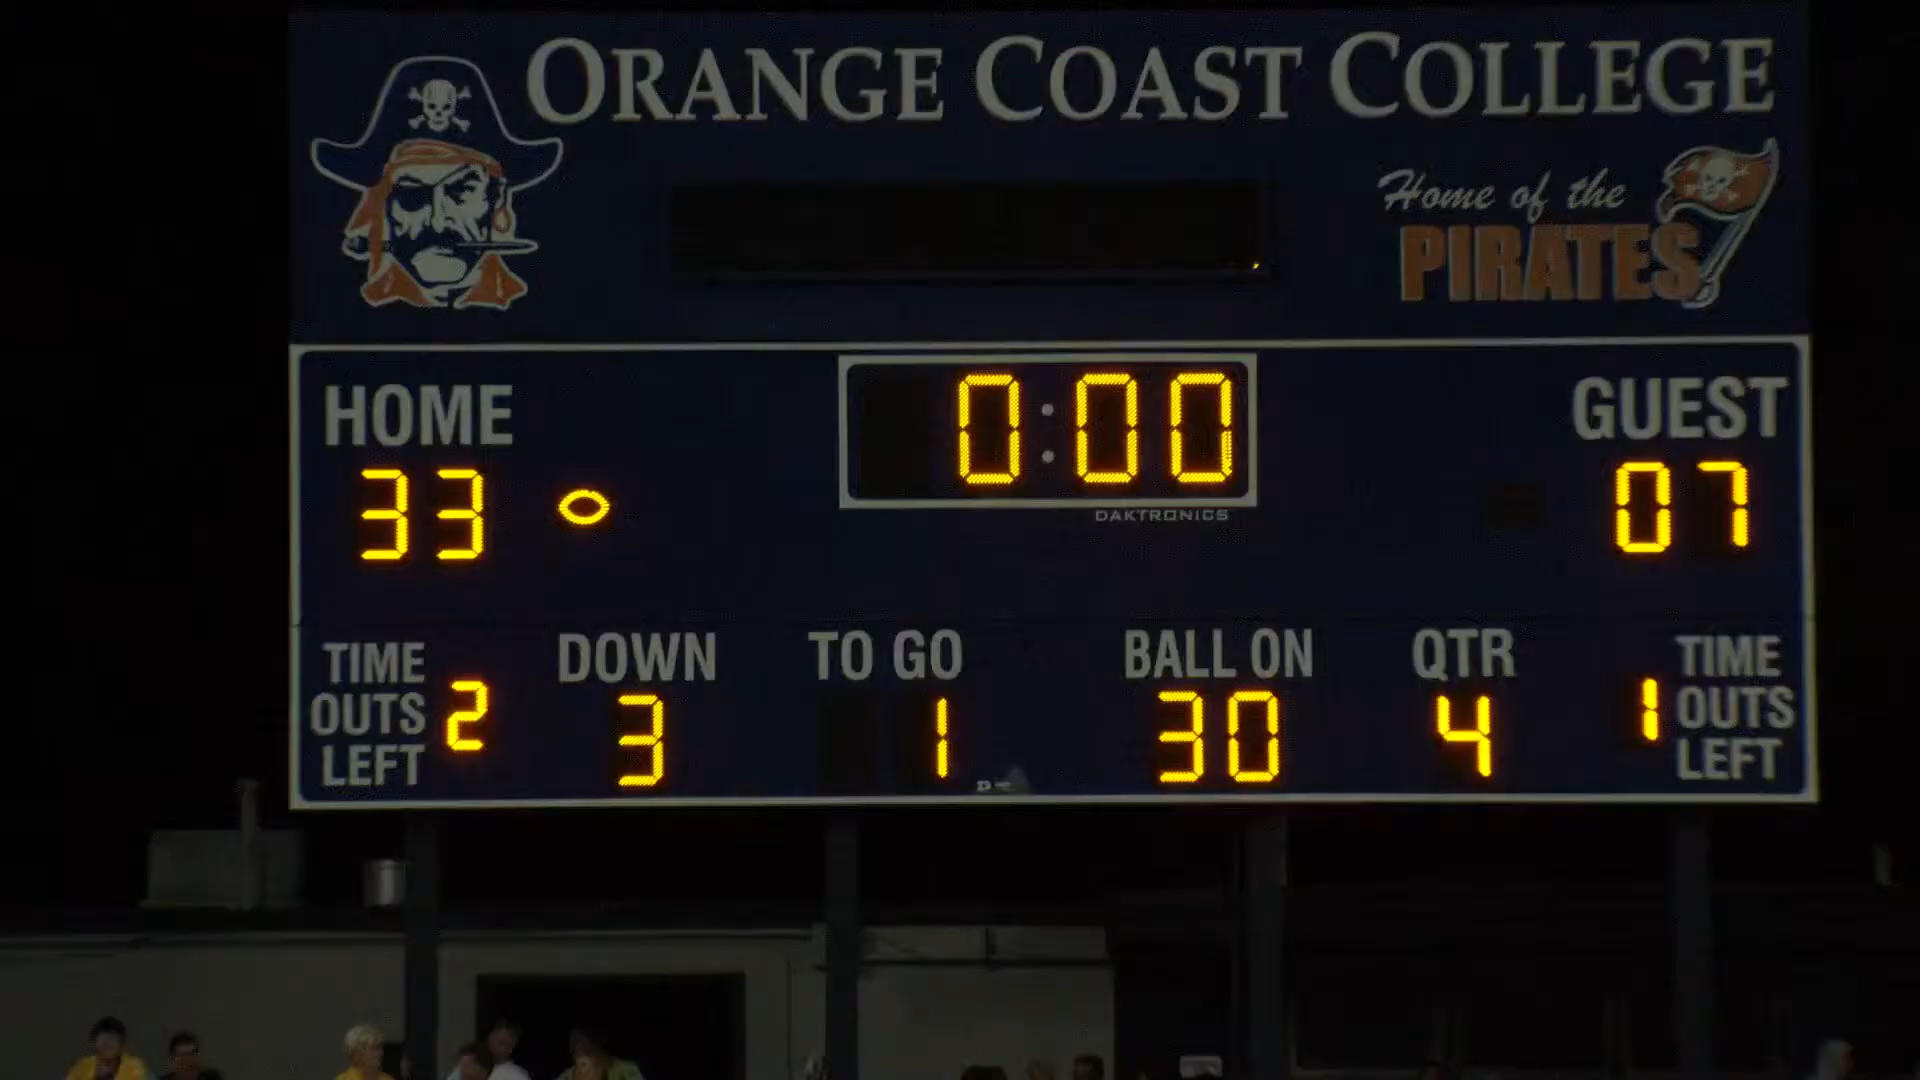 ORANGE COAST COLLEGE
Home of the
PIRATES
HOME
0:00
GUEST
33
07
DAKTRONICS
TIME OUTS LEFT 2
DOWN
3
TO GO
1
BALL ON
30
QTR
4
1 TIME OUTS LEFT